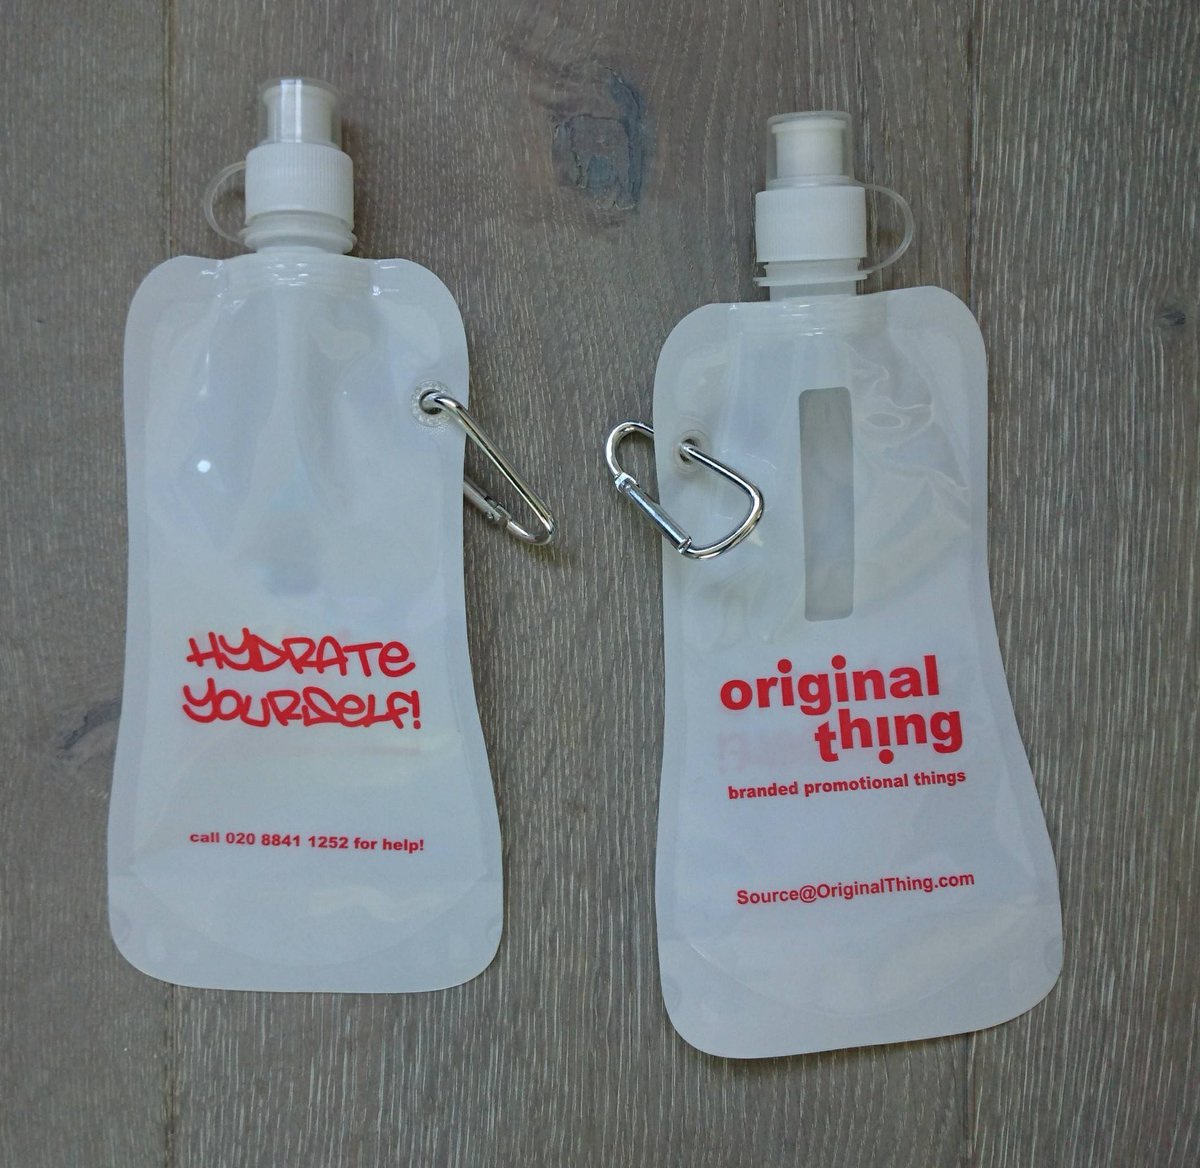 HYDRATE
YOURSELF!
call 020 8841 1252 for help!
original
thing
branded promotional things
Source@OriginalThing.com